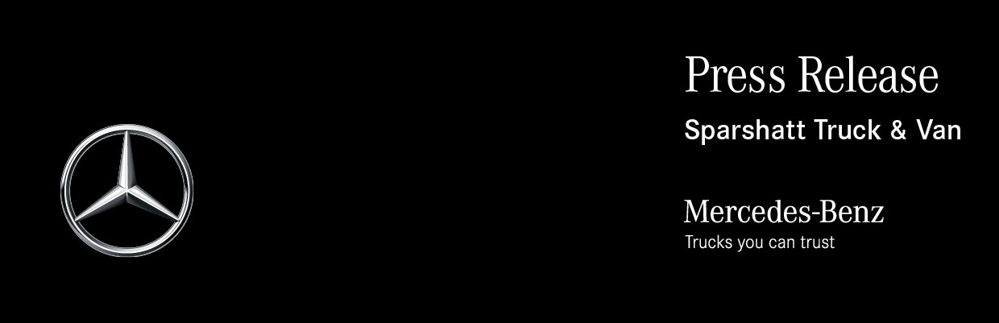 Press Release
Sparshatt Truck & Van
Mercedes-Benz
Trucks you can trust